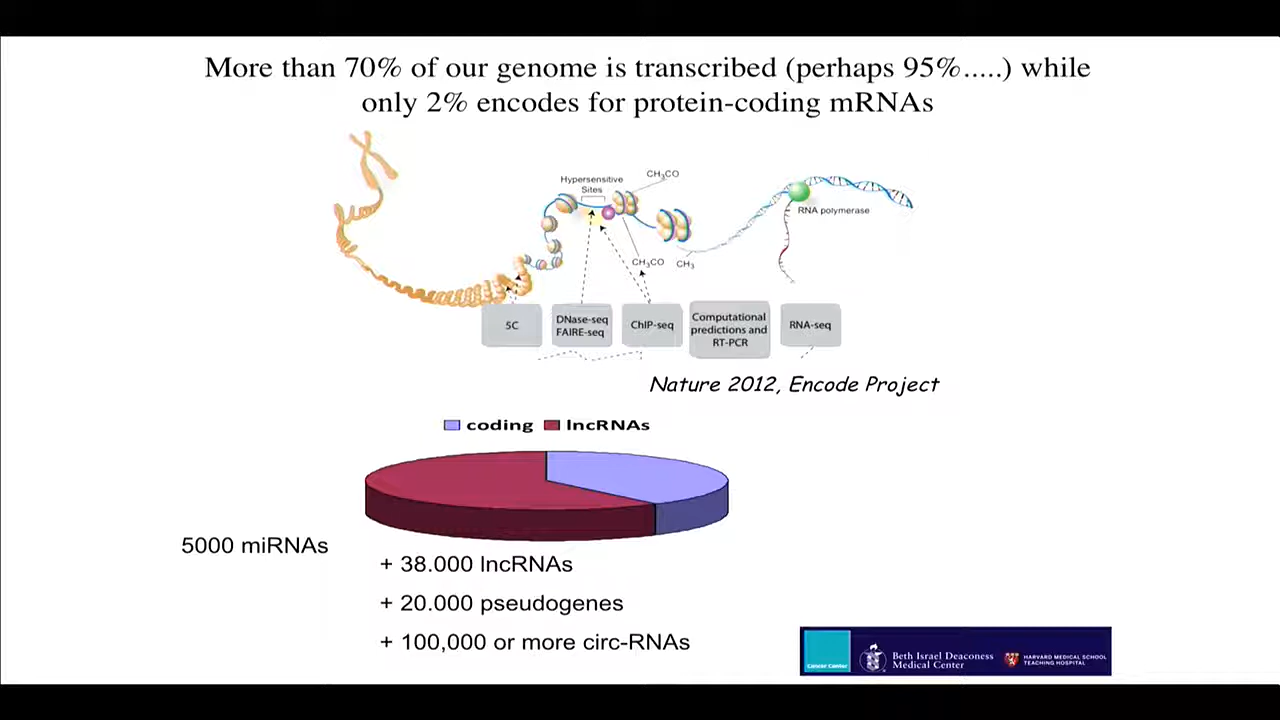 More than 70% of our genome is transcribed (perhaps 95%.....) while
only 2% encodes for protein-coding mRNAs
Hypersensitive
Sites
CH3CO
RNA polymerase
CH3CO
CH3
5C
DNase-seq
FAIRE-seq
ChIP-seq
Computational
predictions and
RT-PCR
RNA-seq
Nature 2012, Encode Project
coding lncRNAs
5000 miRNAs
+ 38.000 lncRNAs
+ 20.000 pseudogenes
+ 100,000 or more circ-RNAs
Cancer Center
Beth Israel Deaconess
Medical Center
HARVARD MEDICAL SCHOOL
TEACHING HOSPITAL